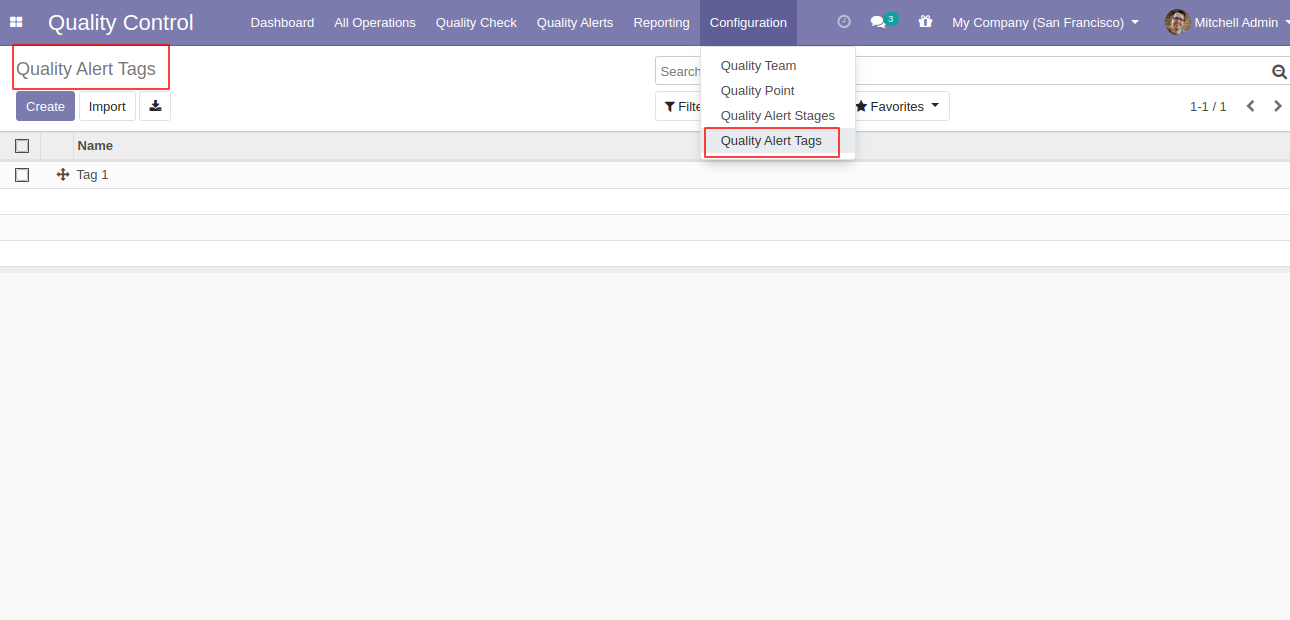 Quality Control Dashboard All Operations Quality Check Quality Alerts Reporting Configuration 3 My Company (San Francisco) Mitchell Admin
Quality Alert Tags
Search
Quality Team
Quality Point
Quality Alert Stages
Quality Alert Tags
Create Import
Favorites
1-1 / 1
Name
Tag 1